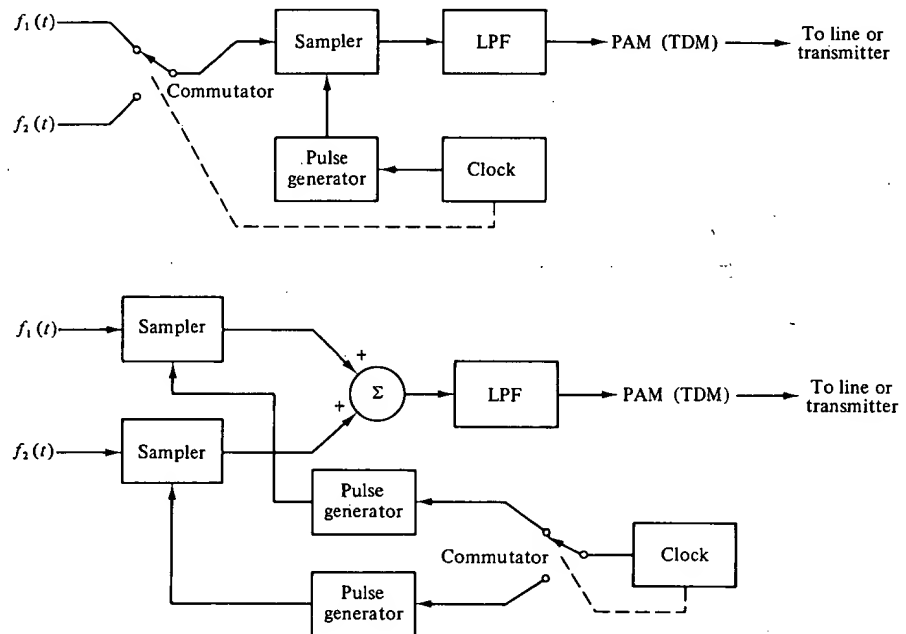 f₁(t)
Sampler
LPF
PAM (TDM)
To line or
transmitter
Commutator
f₂(t)
Pulse
generator
Clock
f₁(t)
Sampler
+
Σ
LPF
PAM (TDM)
To line or
transmitter
+
f₂(t)
Sampler
Pulse
generator
Commutator
Clock
Pulse
generator